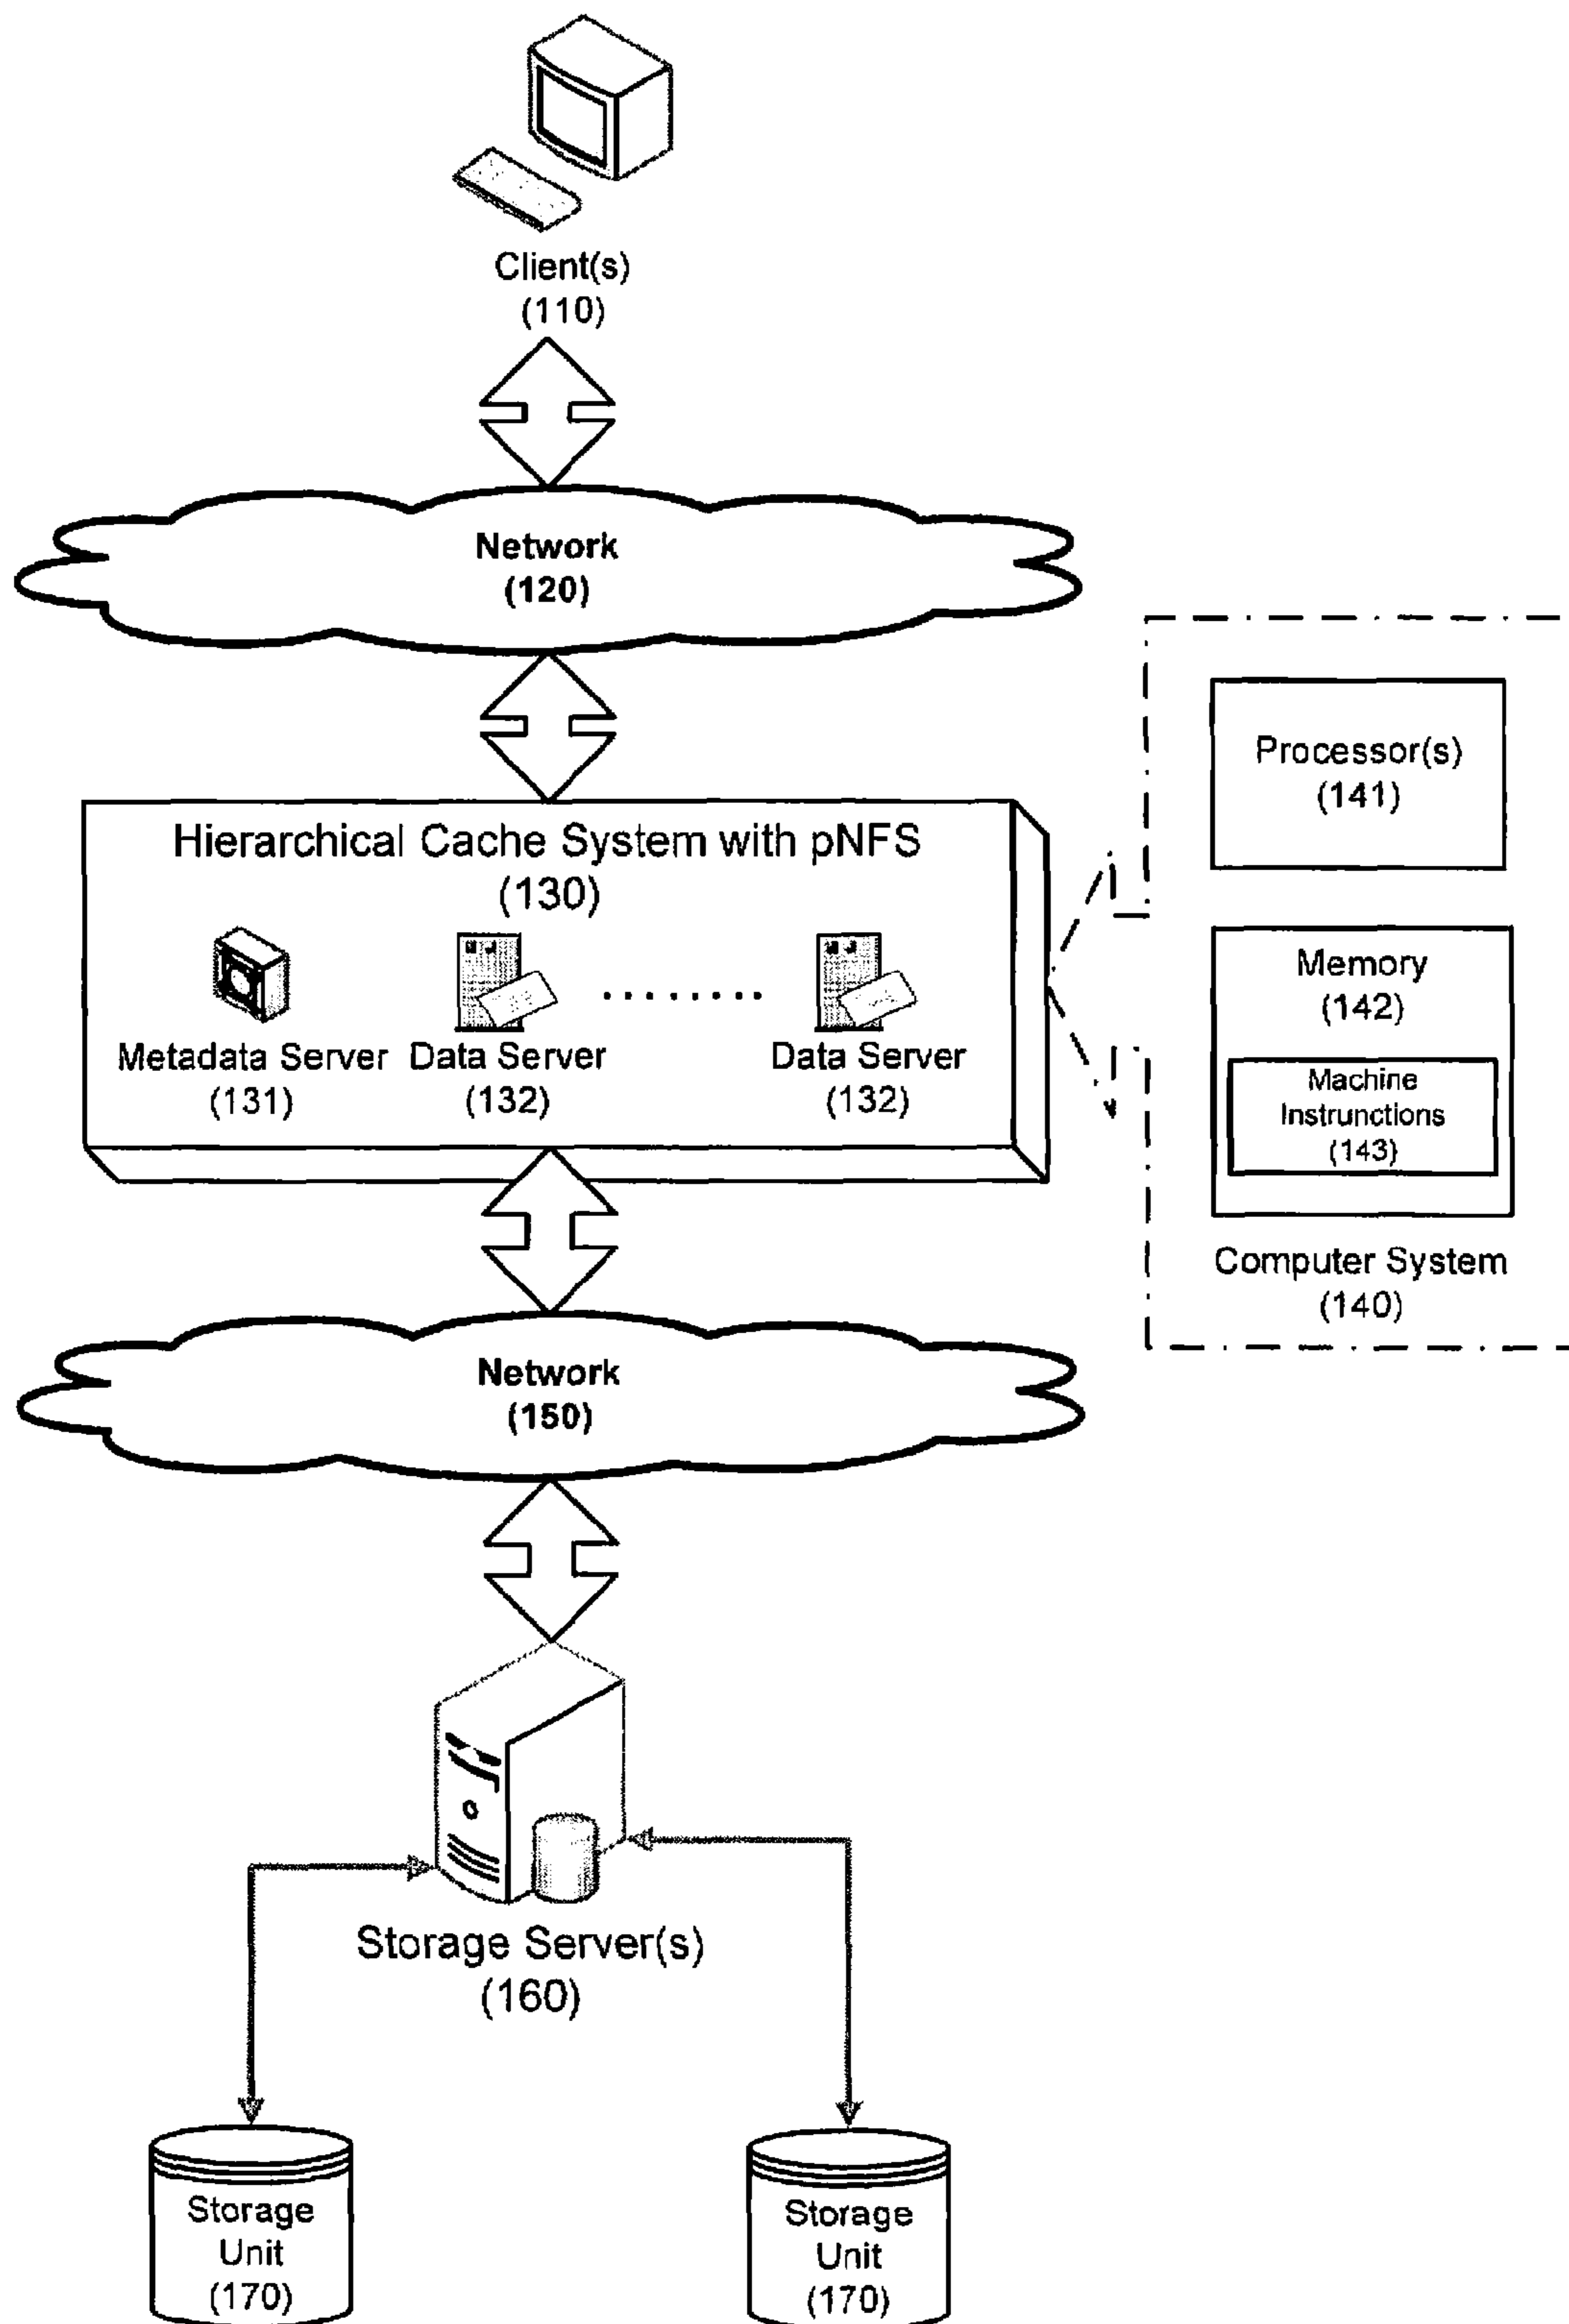 Client(s)
(110)
Network
(120)
Processor(s)
(141)
Hierarchical Cache System with pNFS
(130)
Memory
(142)
Metadata Server
(131)
Data Server
(132)
........
Data Server
(132)
Machine
Instrunctions
(143)
Computer System
(140)
Network
(150)
Storage Server(s)
(160)
Storage
Unit
(170)
Storage
Unit
(170)